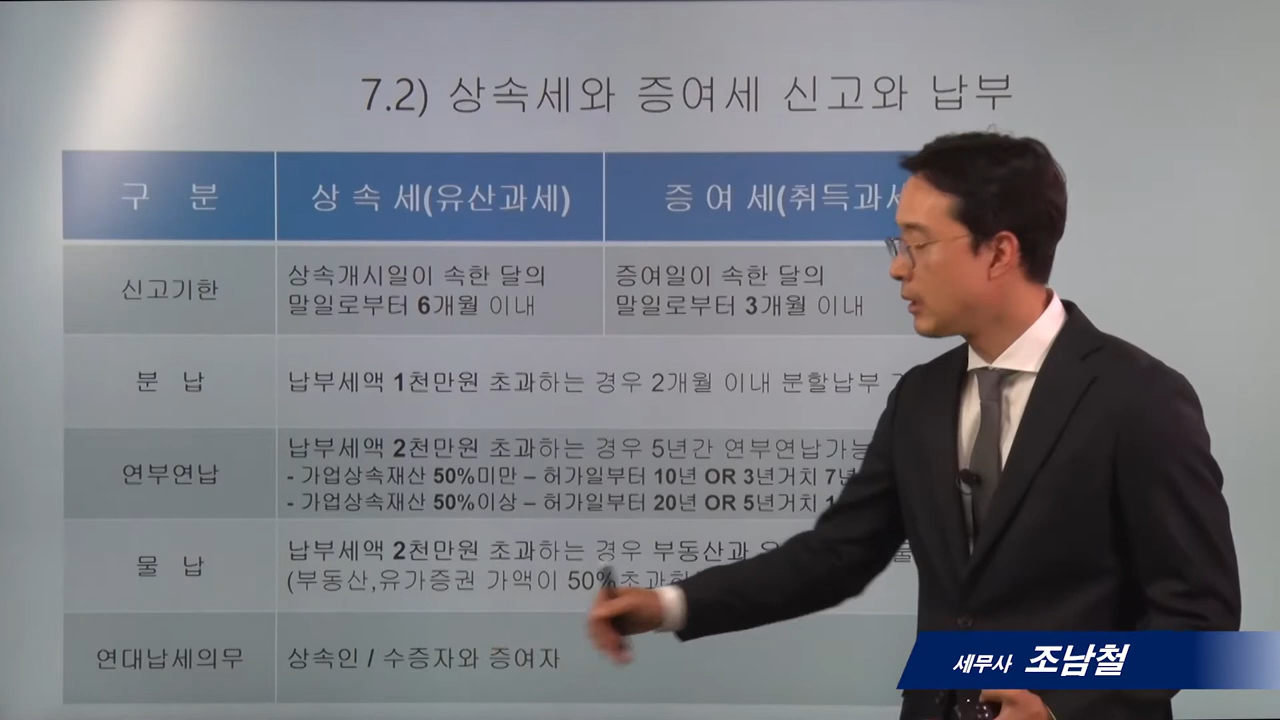 7.2) 상속세와 증여세 신고와 납부
구 분
상 속 세(유산과세)
증 여 세(취득과세
신고기한
상속개시일이 속한 달의
말일로부터 6개월 이내
증여일이 속한 달의
말일로부터 3개월 이내
분 납
납부세액 1천만원 초과하는 경우 2개월 이내 분할납부
연부연납
납부세액 2천만원 초과하는 경우 5년간 연부연납가능
- 가업상속재산 50%미만 – 허가일부터 10년 OR 3년거치 7년
- 가업상속재산 50%이상 – 허가일부터 20년 OR 5년거치
물 납
납부세액 2천만원 초과하는 경우 부동산과
(부동산,유가증권 가액이 50%초과하
연대납세의무
상속인 / 수증자와 증여자
세무사 조남철